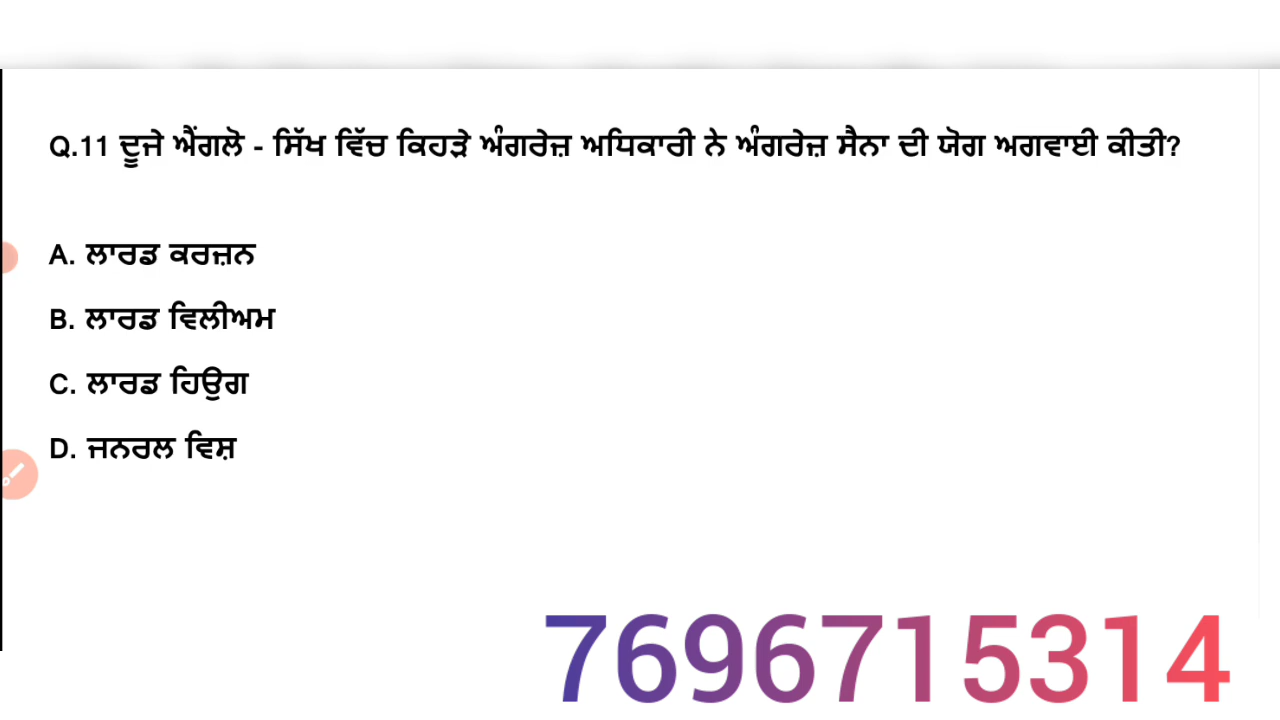 Q.11 ਦੂਜੇ ਐਂਗਲੋ - ਸਿੱਖ ਵਿੱਚ ਕਿਹੜੇ ਅੰਗਰੇਜ਼ ਅਧਿਕਾਰੀ ਨੇ ਅੰਗਰੇਜ਼ ਸੈਨਾ ਦੀ ਯੋਗ ਅਗਵਾਈ ਕੀਤੀ?
A. ਲਾਰਡ ਕਰਜ਼ਨ
B. ਲਾਰਡ ਵਿਲੀਅਮ
C. ਲਾਰਡ ਹਿਊਗ
D. ਜਨਰਲ ਵਿਸ਼
7696715314